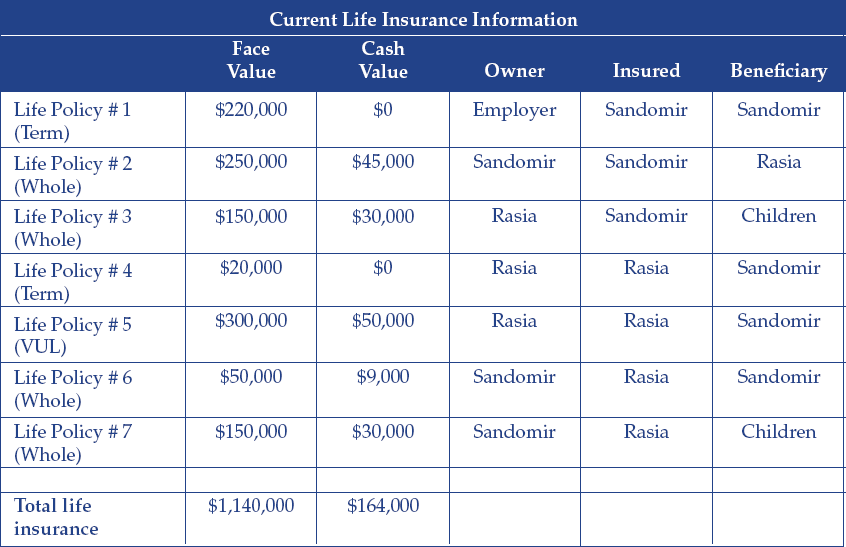 Current Life Insurance Information
Face Value Cash Value Owner Insured Beneficiary
Life Policy # 1 (Term) $220,000 $0 Employer Sandomir Sandomir
Life Policy # 2 (Whole) $250,000 $45,000 Sandomir Sandomir Rasia
Life Policy # 3 (Whole) $150,000 $30,000 Rasia Sandomir Children
Life Policy # 4 (Term) $20,000 $0 Rasia Rasia Sandomir
Life Policy # 5 (VUL) $300,000 $50,000 Rasia Rasia Sandomir
Life Policy # 6 (Whole) $50,000 $9,000 Sandomir Rasia Sandomir
Life Policy # 7 (Whole) $150,000 $30,000 Sandomir Rasia Children
Total life insurance $1,140,000 $164,000